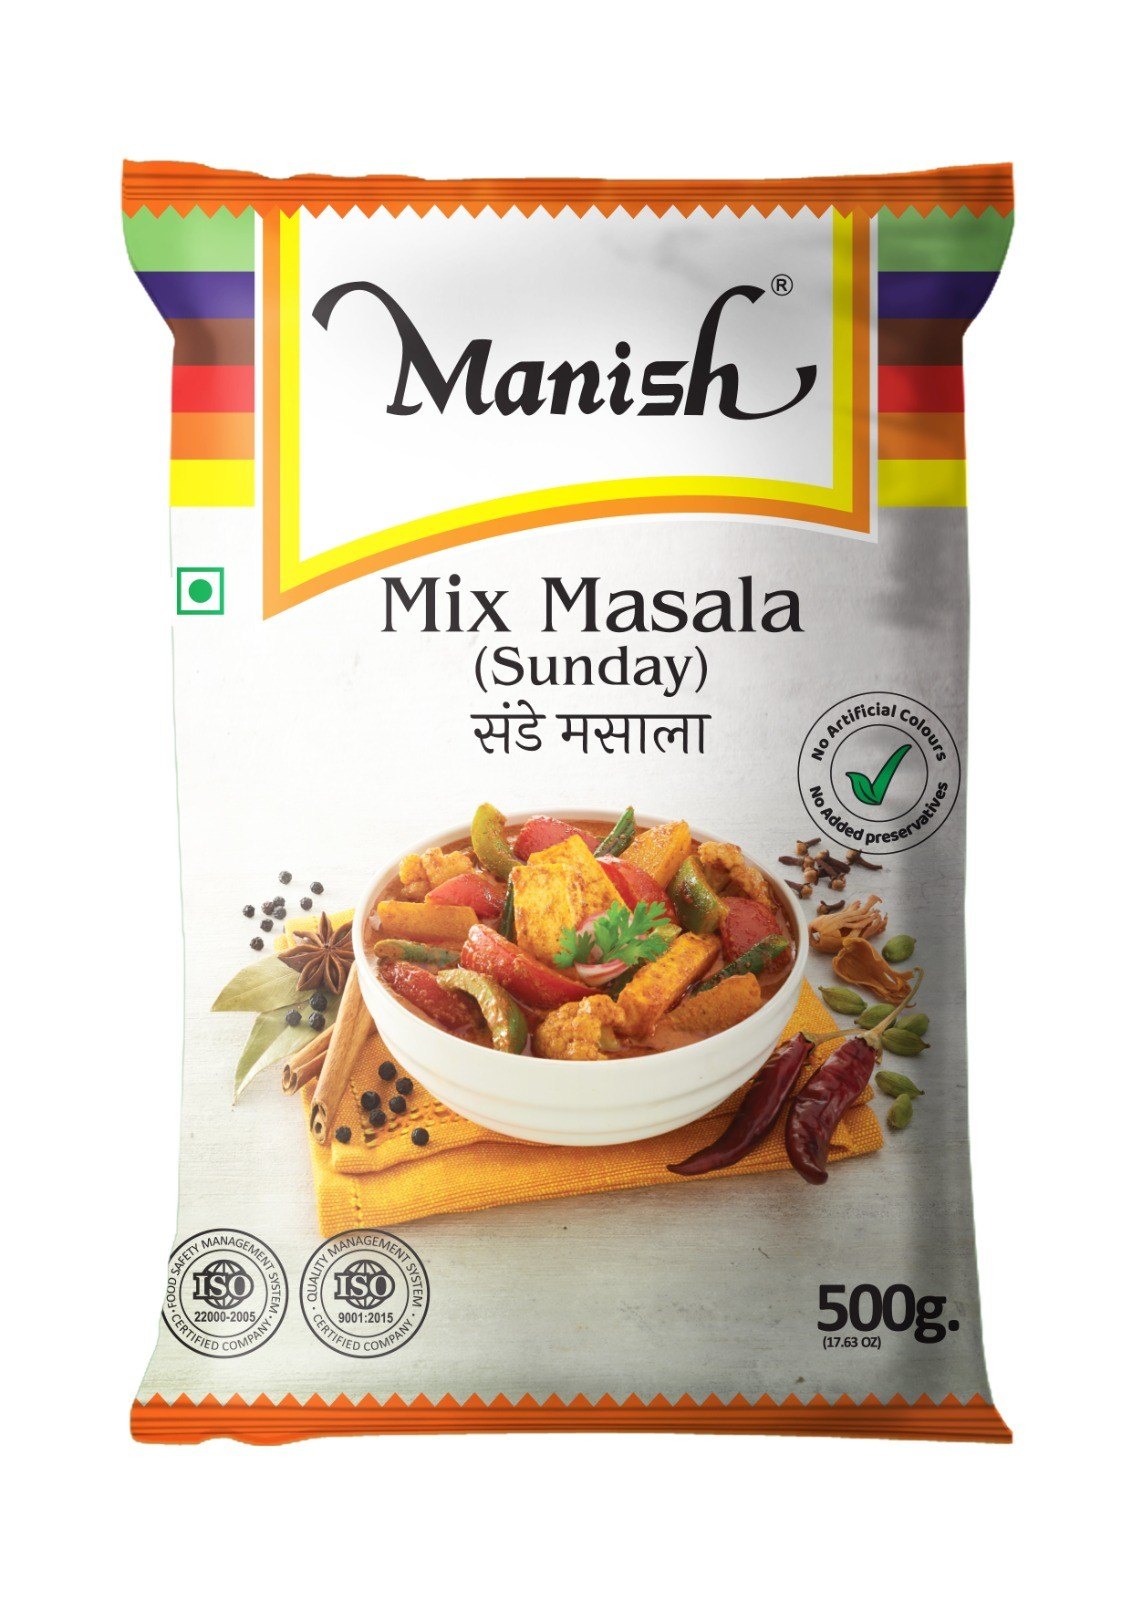 Manish®
Mix Masala
(Sunday)
संडे मसाला
No Artificial Colours
No Added preservatives
FOOD SAFETY MANAGEMENT SYSTEM
ISO
22000-2005
CERTIFIED COMPANY
QUALITY MANAGEMENT SYSTEM
ISO
9001:2015
CERTIFIED COMPANY
500g.
(17.63 OZ)